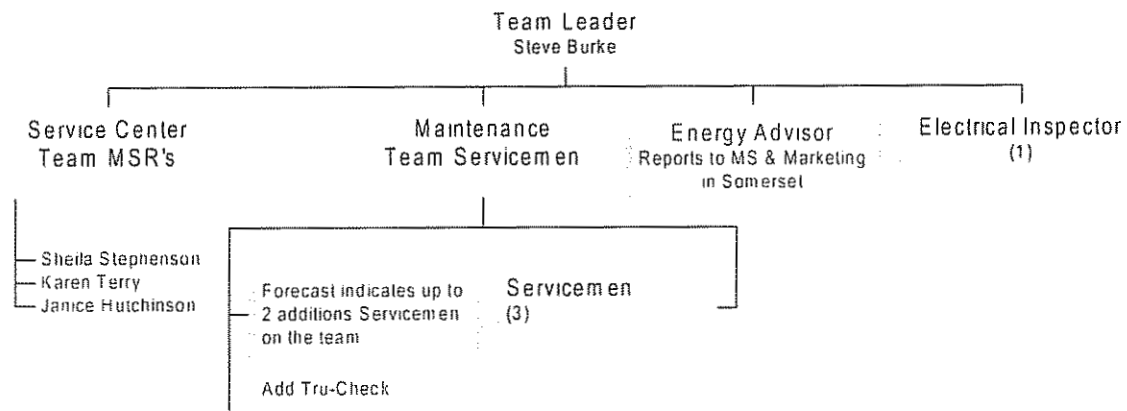 Team Leader
Steve Burke
Service Center
Team MSR's
Maintenance
Team Servicemen
Energy Advisor
Reports to MS & Marketing
in Somerset
Electrical Inspector
(1)
Sheila Stephenson
Karen Terry
Janice Hutchinson
Forecast indicates up to
2 additions Servicemen
on the team
Add Tru-Check
Servicemen
(3)